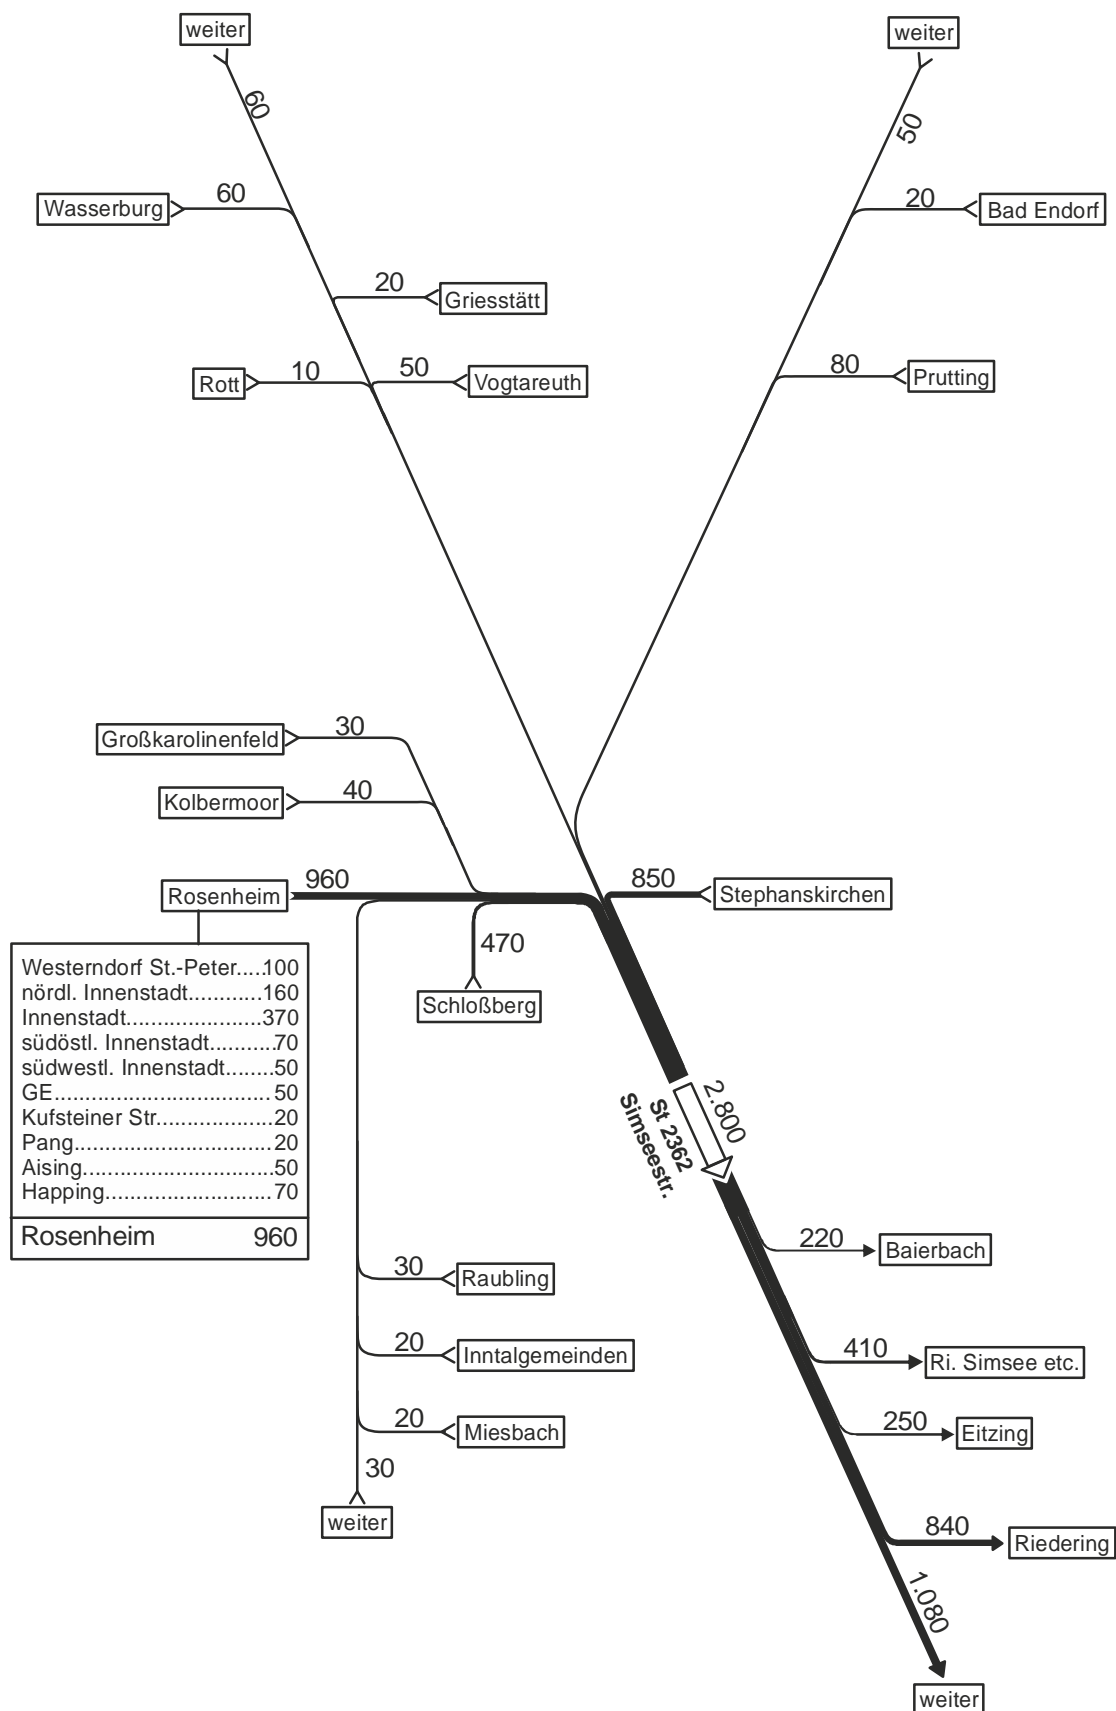 weiter
weiter
60
50
Wasserburg
60
20
Bad Endorf
20
Griesstätt
Rott
10
50
Vogtareuth
80
Prutting
Großkarolinenfeld
30
Kolbermoor
40
Rosenheim
960
850
Stephanskirchen
470
Schloßberg
Westerndorf St.-Peter.....100
nördl. Innenstadt............160
Innenstadt......................370
südöstl. Innenstadt...........70
südwestl. Innenstadt........50
GE...................................50
Kufsteiner Str...................20
Pang................................20
Aising...............................50
Happing...........................70
Rosenheim 960
2.800
St 2362
Simseestr.
220
Baierbach
30
Raubling
20
Inntalgemeinden
410
Ri. Simsee etc.
20
Miesbach
250
Eitzing
30
weiter
840
Riedering
1.080
weiter